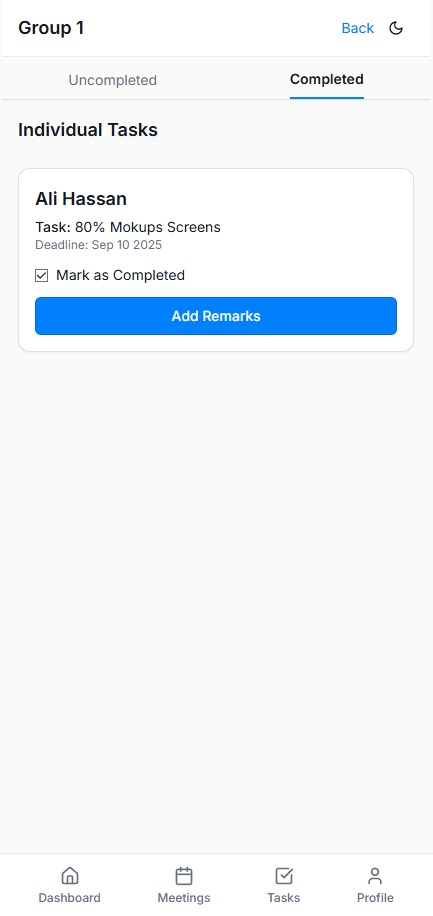 Group 1
Back
Uncompleted
Completed
Individual Tasks
Ali Hassan
Task: 80% Mokups Screens
Deadline: Sep 10 2025
Mark as Completed
Add Remarks
Dashboard
Meetings
Tasks
Profile